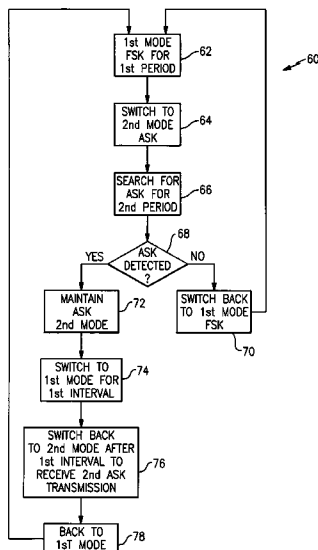 1st MODE
FSK FOR
1st PERIOD
62
60
SWITCH TO
2nd MODE
ASK
64
SEARCH FOR
ASK FOR
2nd PERIOD
66
68
YES
ASK
DETECTED
?
NO
MAINTAIN
ASK
2nd MODE
72
SWITCH BACK
TO 1st MODE
FSK
70
SWITCH TO
1st MODE FOR
1st INTERVAL
74
SWITCH BACK
TO 2nd MODE AFTER
1st INTERVAL TO
RECEIVE 2nd ASK
TRANSMISSION
76
BACK TO
1sT MODE
78